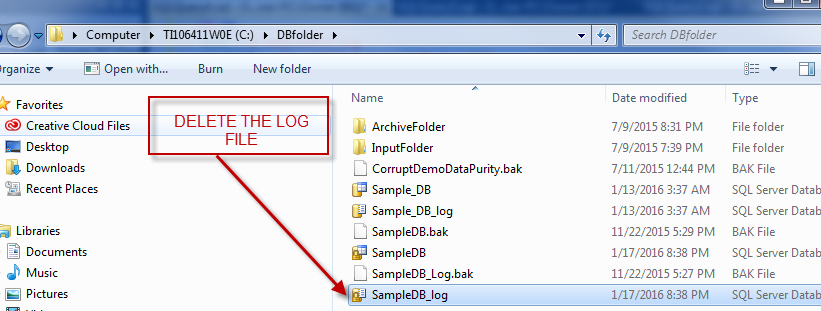 Computer ▸ TI106411W0E (C:) ▸ DBfolder ▸
Search DBfolder
Organize
Open with...
Burn
New folder
Favorites
Creative Cloud Files
Desktop
Downloads
Recent Places
Libraries
Documents
Music
Pictures
DELETE THE LOG
FILE
Name Date modified Type
ArchiveFolder 7/9/2015 8:31 PM File folder
InputFolder 7/9/2015 7:39 PM File folder
CorruptDemoDataPurity.bak 7/11/2015 12:44 PM BAK File
Sample_DB 1/13/2016 3:37 AM SQL Server Datab
Sample_DB_log 1/13/2016 3:37 AM SQL Server Datab
SampleDB.bak 11/22/2015 5:29 PM BAK File
SampleDB 1/17/2016 8:38 PM SQL Server Datab
SampleDB_Log.bak 11/22/2015 5:27 PM BAK File
SampleDB_log 1/17/2016 8:38 PM SQL Server Datab